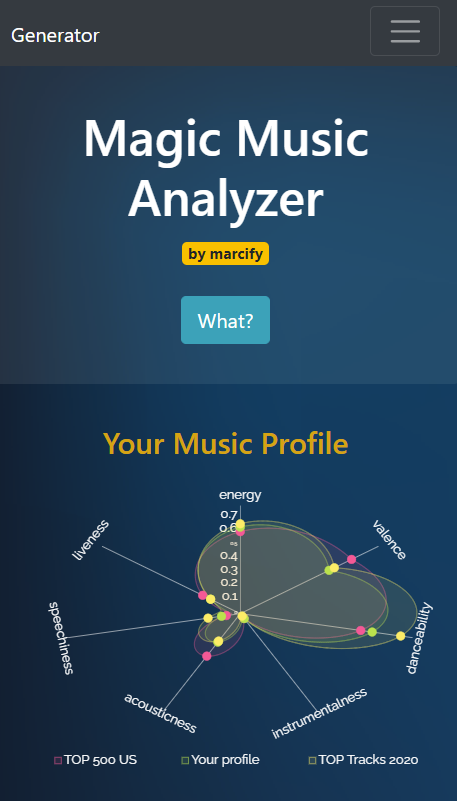 Generator
Magic Music
Analyzer
by marcify
What?
Your Music Profile
energy
valence
danceability
instrumentalness
acousticness
speechiness
liveness
0.7
0.6
0.5
0.4
0.3
0.2
0.1
TOP 500 US
Your profile
TOP Tracks 2020